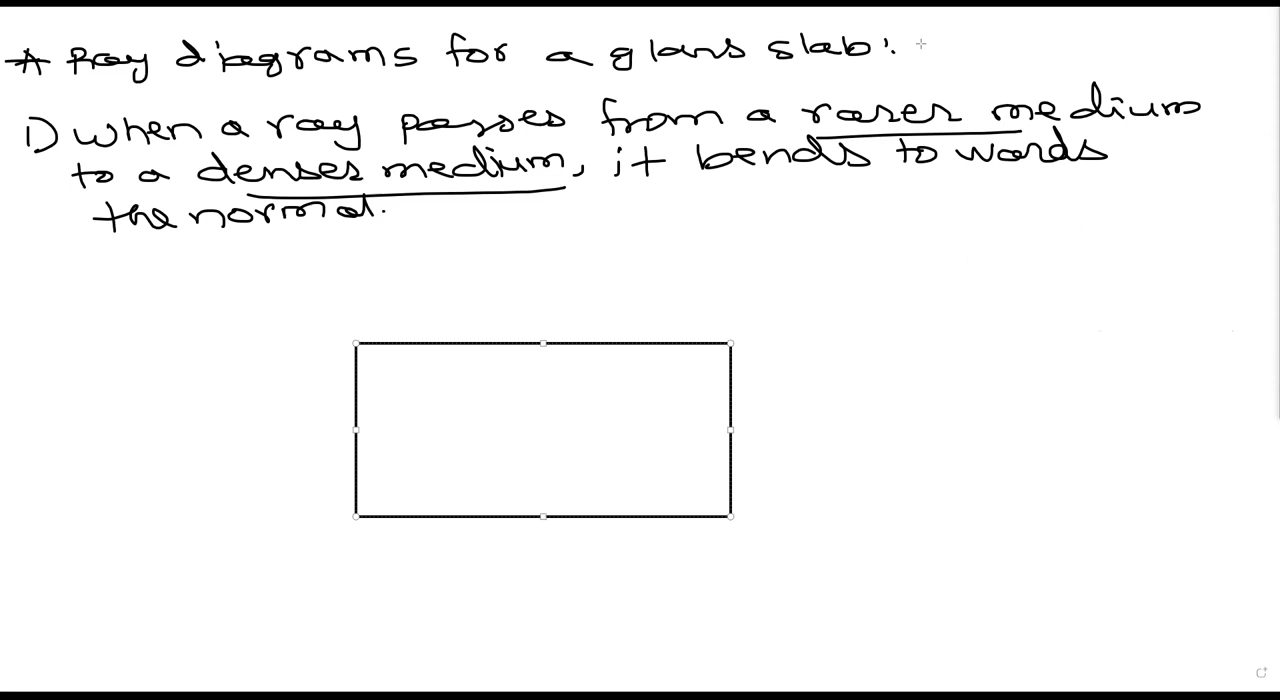 * Ray diagrams for a glass slab:
1) when a ray passes from a rarer medium
to a denser medium, it bends towards
the normal.